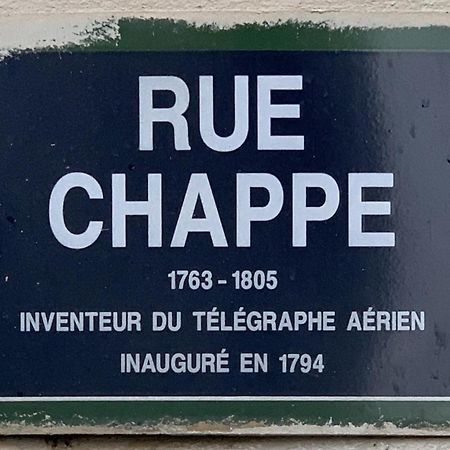 RUE
CHAPPE
1763 - 1805
INVENTEUR DU TÉLÉGRAPHE AÉRIEN
INAUGURÉ EN 1794